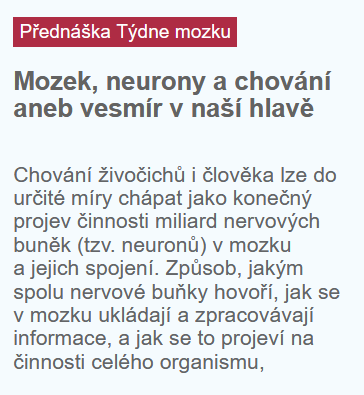 Přednáška Týdne mozku
Mozek, neurony a chování
aneb vesmír v naší hlavě
Chování živočichů i člověka lze do
určité míry chápat jako konečný
projev činnosti miliard nervových
buněk (tzv. neuronů) v mozku
a jejich spojení. Způsob, jakým
spolu nervové buňky hovoří, jak se
v mozku ukládají a zpracovávají
informace, a jak se to projeví na
činnosti celého organismu,